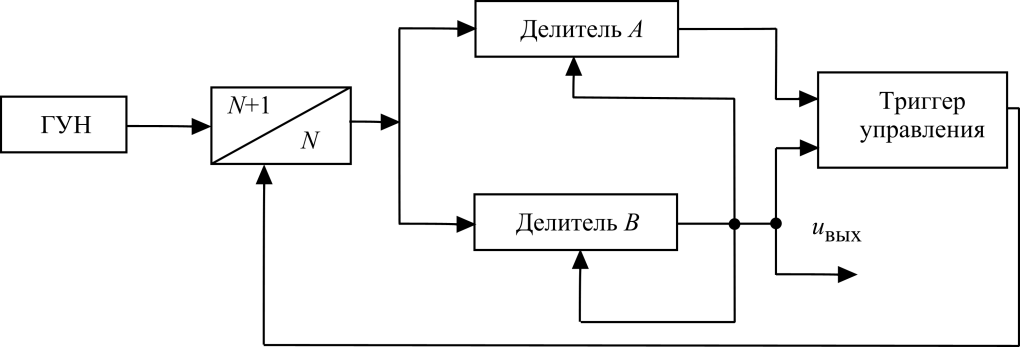 Делитель A
ГУН
N+1
N
Триггер
управления
Делитель B
uвых